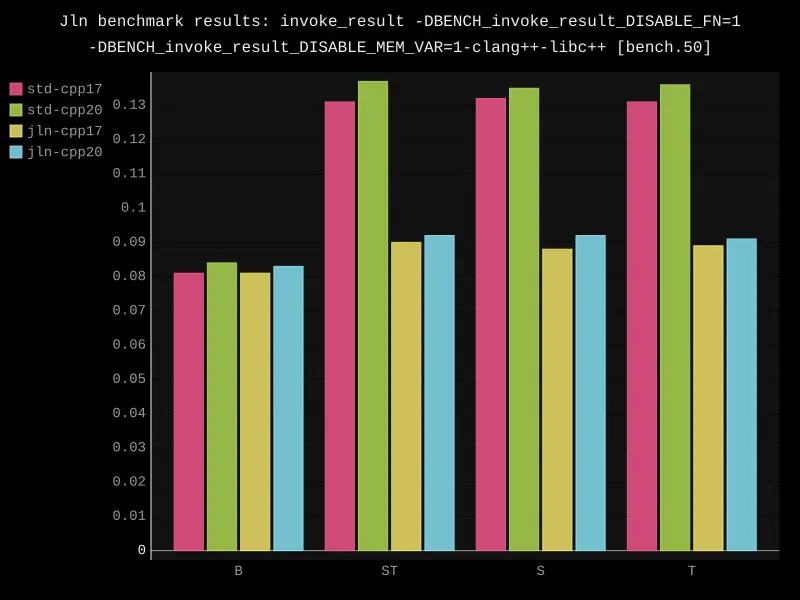 Jln benchmark results: invoke_result -DBENCH_invoke_result_DISABLE_FN=1
-DBENCH_invoke_result_DISABLE_MEM_VAR=1-clang++-libc++ [bench.50]
std-cpp17
std-cpp20
jln-cpp17
jln-cpp20
0.13
0.12
0.11
0.1
0.09
0.08
0.07
0.06
0.05
0.04
0.03
0.02
0.01
0
B ST S T